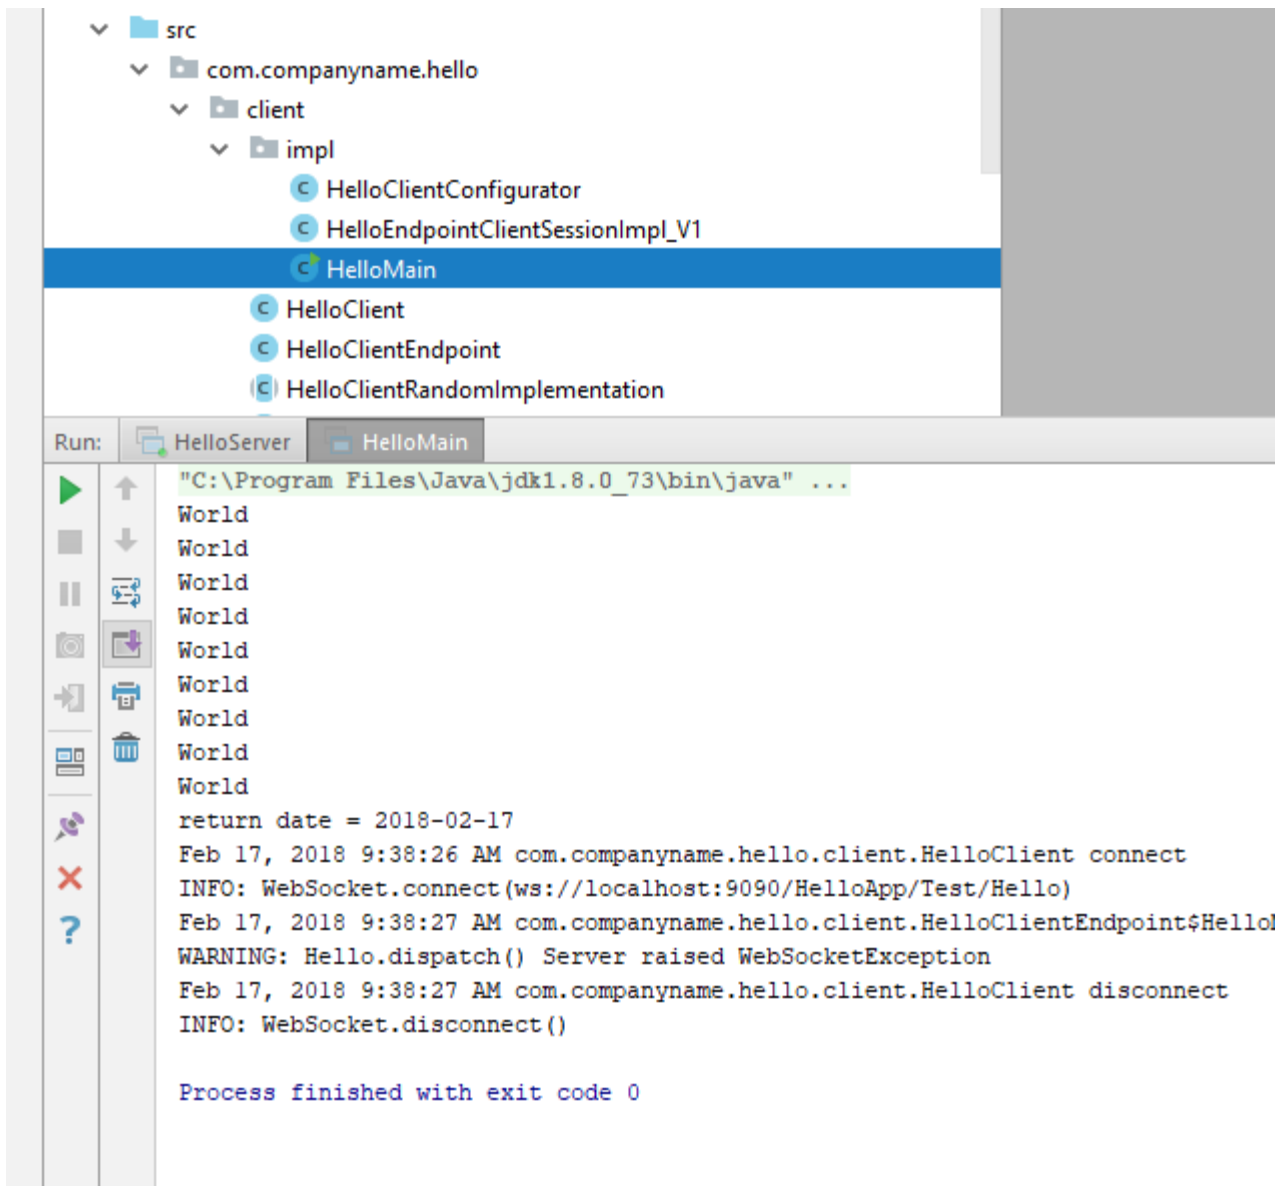 src
com.companyname.hello
client
impl
HelloClientConfigurator
HelloEndpointClientSessionImpl_V1
HelloMain
HelloClient
HelloClientEndpoint
HelloClientRandomImplementation
Run: HelloServer HelloMain
"C:\Program Files\Java\jdk1.8.0_73\bin\java" ...
World
World
World
World
World
World
World
World
World
return date = 2018-02-17
Feb 17, 2018 9:38:26 AM com.companyname.hello.client.HelloClient connect
INFO: WebSocket.connect(ws://localhost:9090/HelloApp/Test/Hello)
Feb 17, 2018 9:38:27 AM com.companyname.hello.client.HelloClientEndpoint$Hello
WARNING: Hello.dispatch() Server raised WebSocketException
Feb 17, 2018 9:38:27 AM com.companyname.hello.client.HelloClient disconnect
INFO: WebSocket.disconnect()
Process finished with exit code 0